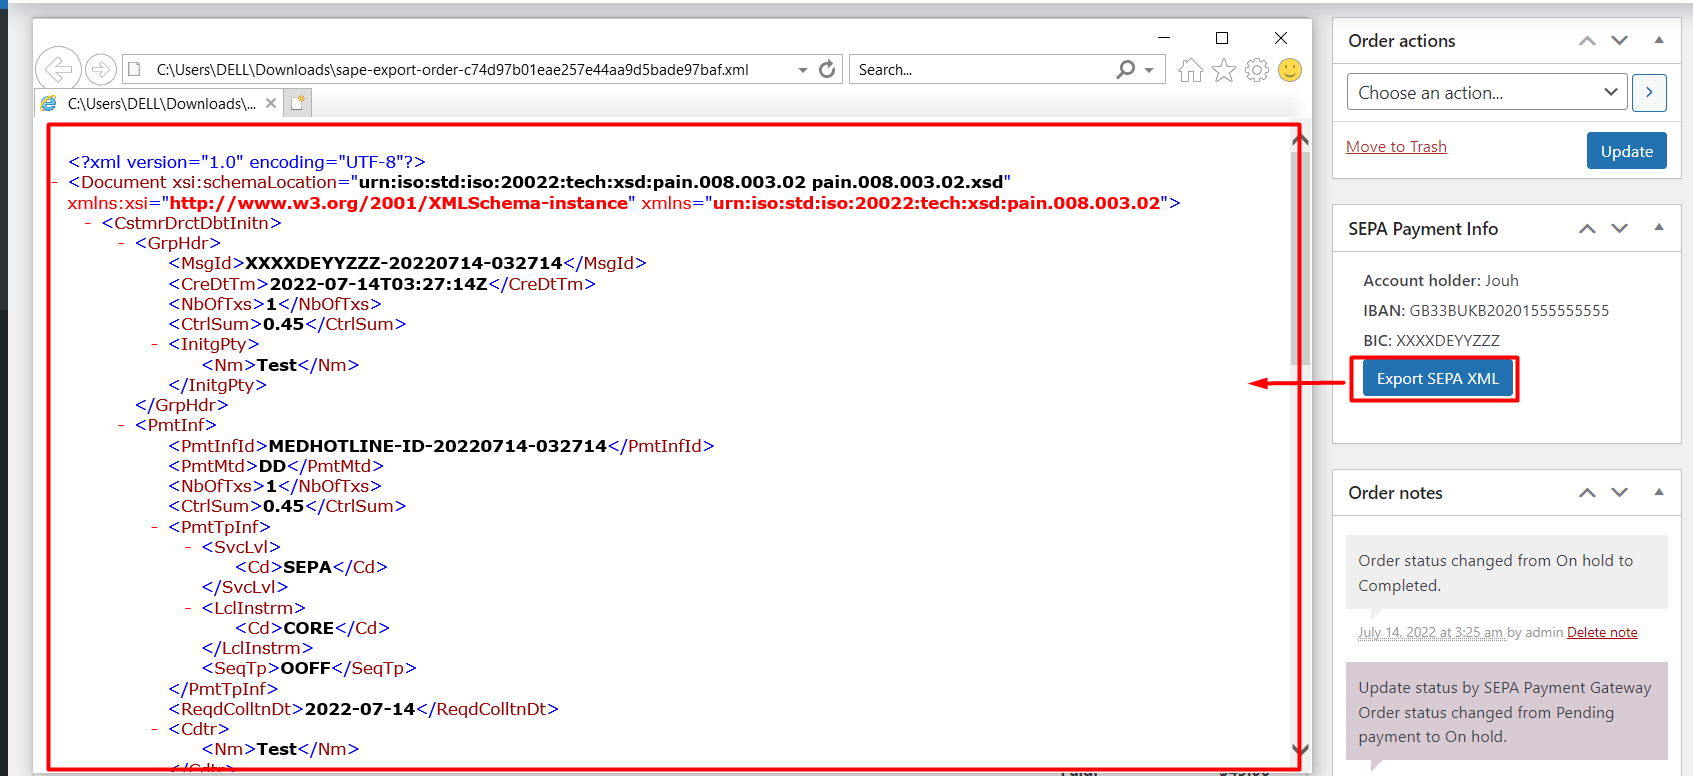 C:\Users\DELL\Downloads\sape-export-order-c74d97b01eae257e44aa9d5bade97baf.xml
Search...
C:\Users\DELL\Downloads\...
<?xml version="1.0" encoding="UTF-8"?>
- <Document xsi:schemaLocation="urn:iso:std:iso:20022:tech:xsd:pain.008.003.02 pain.008.003.02.xsd"
xmlns:xsi="http://www.w3.org/2001/XMLSchema-instance" xmlns="urn:iso:std:iso:20022:tech:xsd:pain.008.003.02">
- <CstmrDrctDbtInitn>
- <GrpHdr>
<MsgId>XXXXDEYYZZZ-20220714-032714</MsgId>
<CreDtTm>2022-07-14T03:27:14Z</CreDtTm>
<NbOfTxs>1</NbOfTxs>
<CtrlSum>0.45</CtrlSum>
- <InitgPty>
<Nm>Test</Nm>
</InitgPty>
</GrpHdr>
- <PmtInf>
<PmtInfId>MEDHOTLINE-ID-20220714-032714</PmtInfId>
<PmtMtd>DD</PmtMtd>
<NbOfTxs>1</NbOfTxs>
<CtrlSum>0.45</CtrlSum>
- <PmtTpInf>
- <SvcLvl>
<Cd>SEPA</Cd>
</SvcLvl>
- <LclInstrm>
<Cd>CORE</Cd>
</LclInstrm>
<SeqTp>OOFF</SeqTp>
</PmtTpInf>
<ReqdColltnDt>2022-07-14</ReqdColltnDt>
- <Cdtr>
<Nm>Test</Nm>
</Cdtr>
Order actions
Choose an action...
Move to Trash
Update
SEPA Payment Info
Account holder: Jouh
IBAN: GB33BUKB20201555555555
BIC: XXXXDEYYZZZ
Export SEPA XML
Order notes
Order status changed from On hold to
Completed.
July 14, 2022 at 3:25 am by admin Delete note
Update status by SEPA Payment Gateway
Order status changed from Pending
payment to On hold.